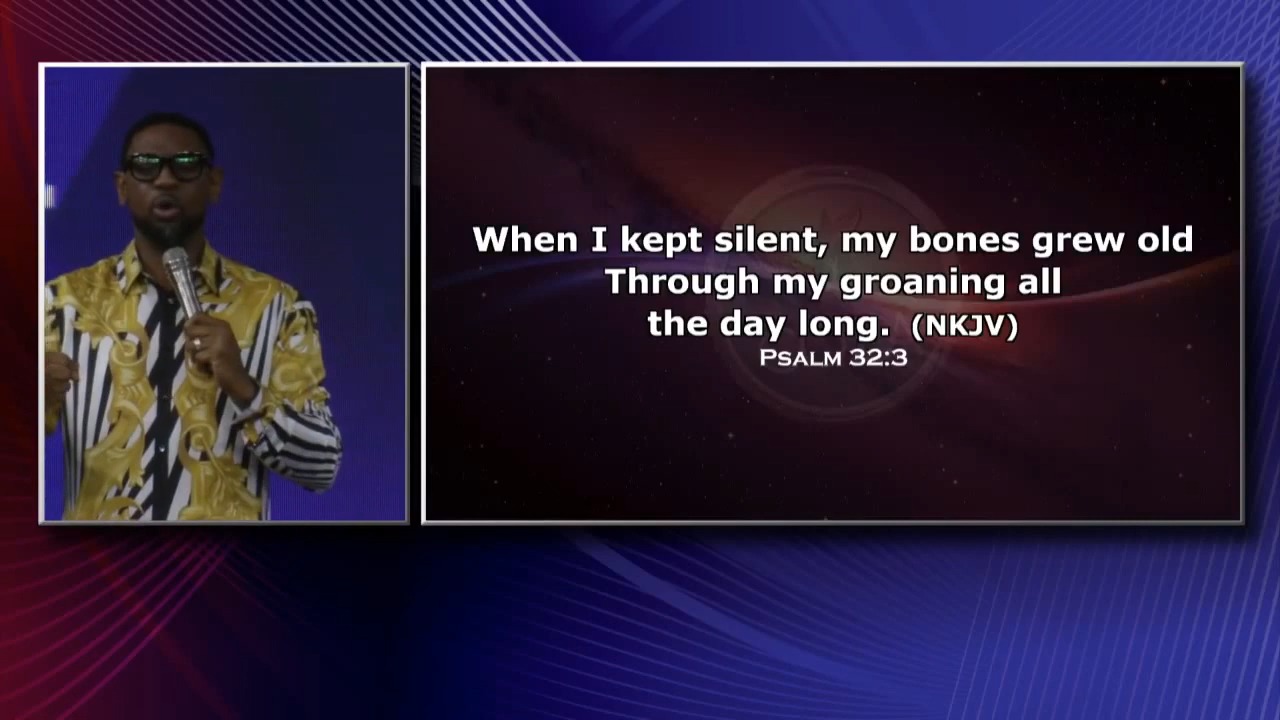 When I kept silent, my bones grew old
Through my groaning all
the day long. (NKJV)
Psalm 32:3